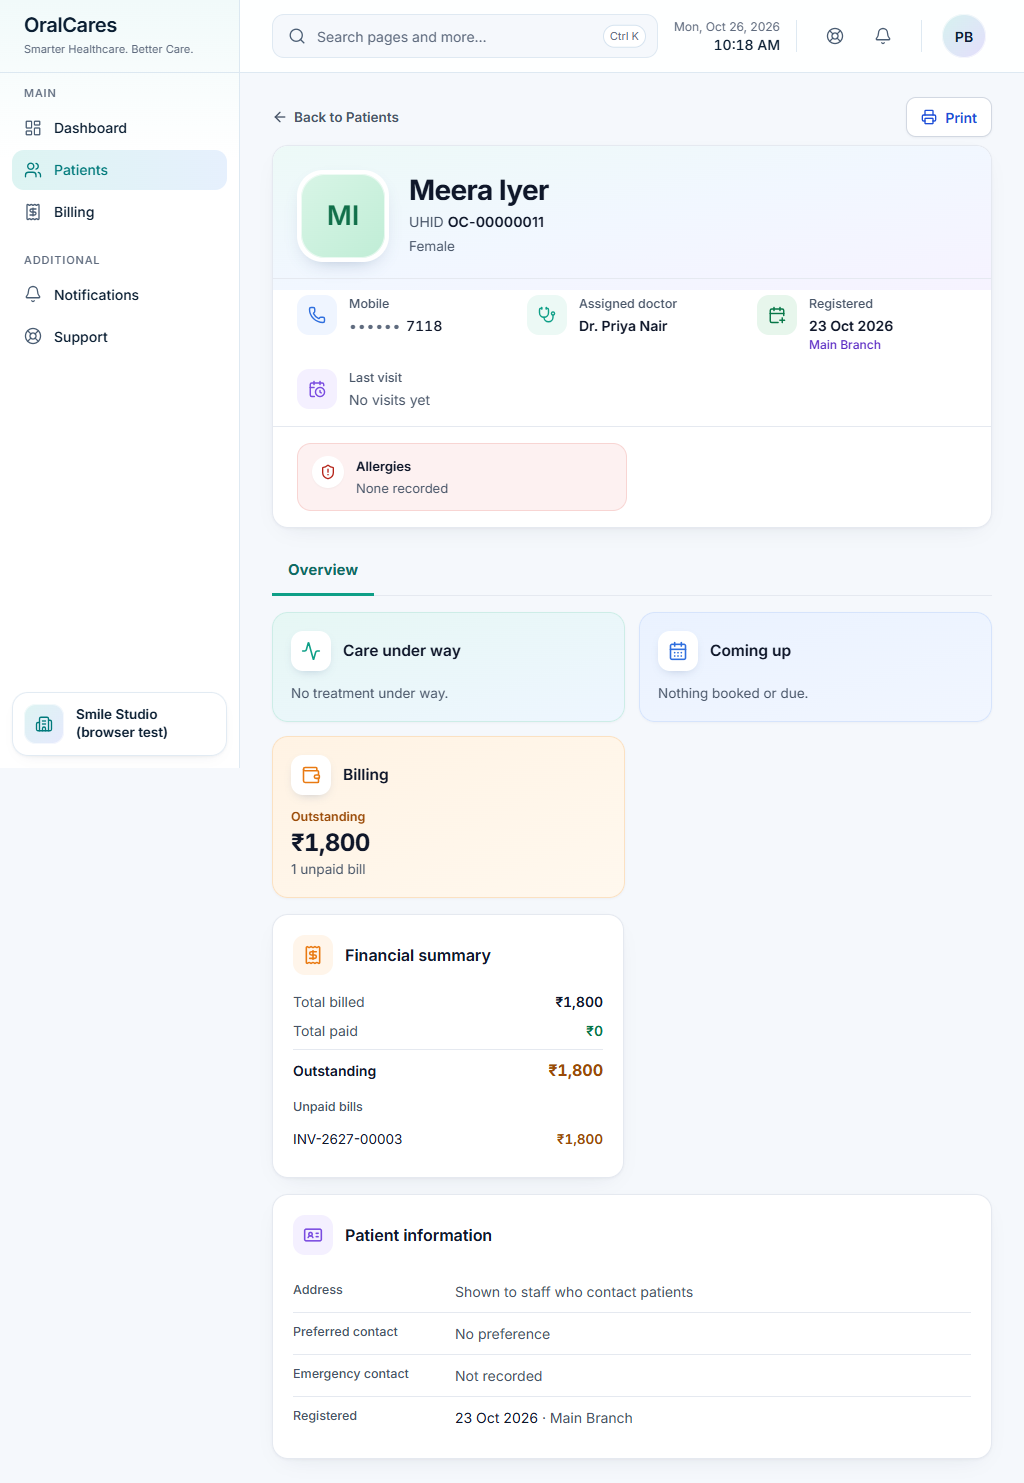 OralCares
Smarter Healthcare. Better Care.
Search pages and more...
Ctrl K
Mon, Oct 26, 2026
10:18 AM
PB
MAIN
Dashboard
Patients
Billing
ADDITIONAL
Notifications
Support
Smile Studio
(browser test)
Back to Patients
Print
MI
Meera Iyer
UHID OC-00000011
Female
Mobile
•••••• 7118
Assigned doctor
Dr. Priya Nair
Registered
23 Oct 2026
Main Branch
Last visit
No visits yet
Allergies
None recorded
Overview
Care under way
No treatment under way.
Coming up
Nothing booked or due.
Billing
Outstanding
₹1,800
1 unpaid bill
Financial summary
Total billed ₹1,800
Total paid ₹0
Outstanding ₹1,800
Unpaid bills
INV-2627-00003 ₹1,800
Patient information
Address Shown to staff who contact patients
Preferred contact No preference
Emergency contact Not recorded
Registered 23 Oct 2026 · Main Branch